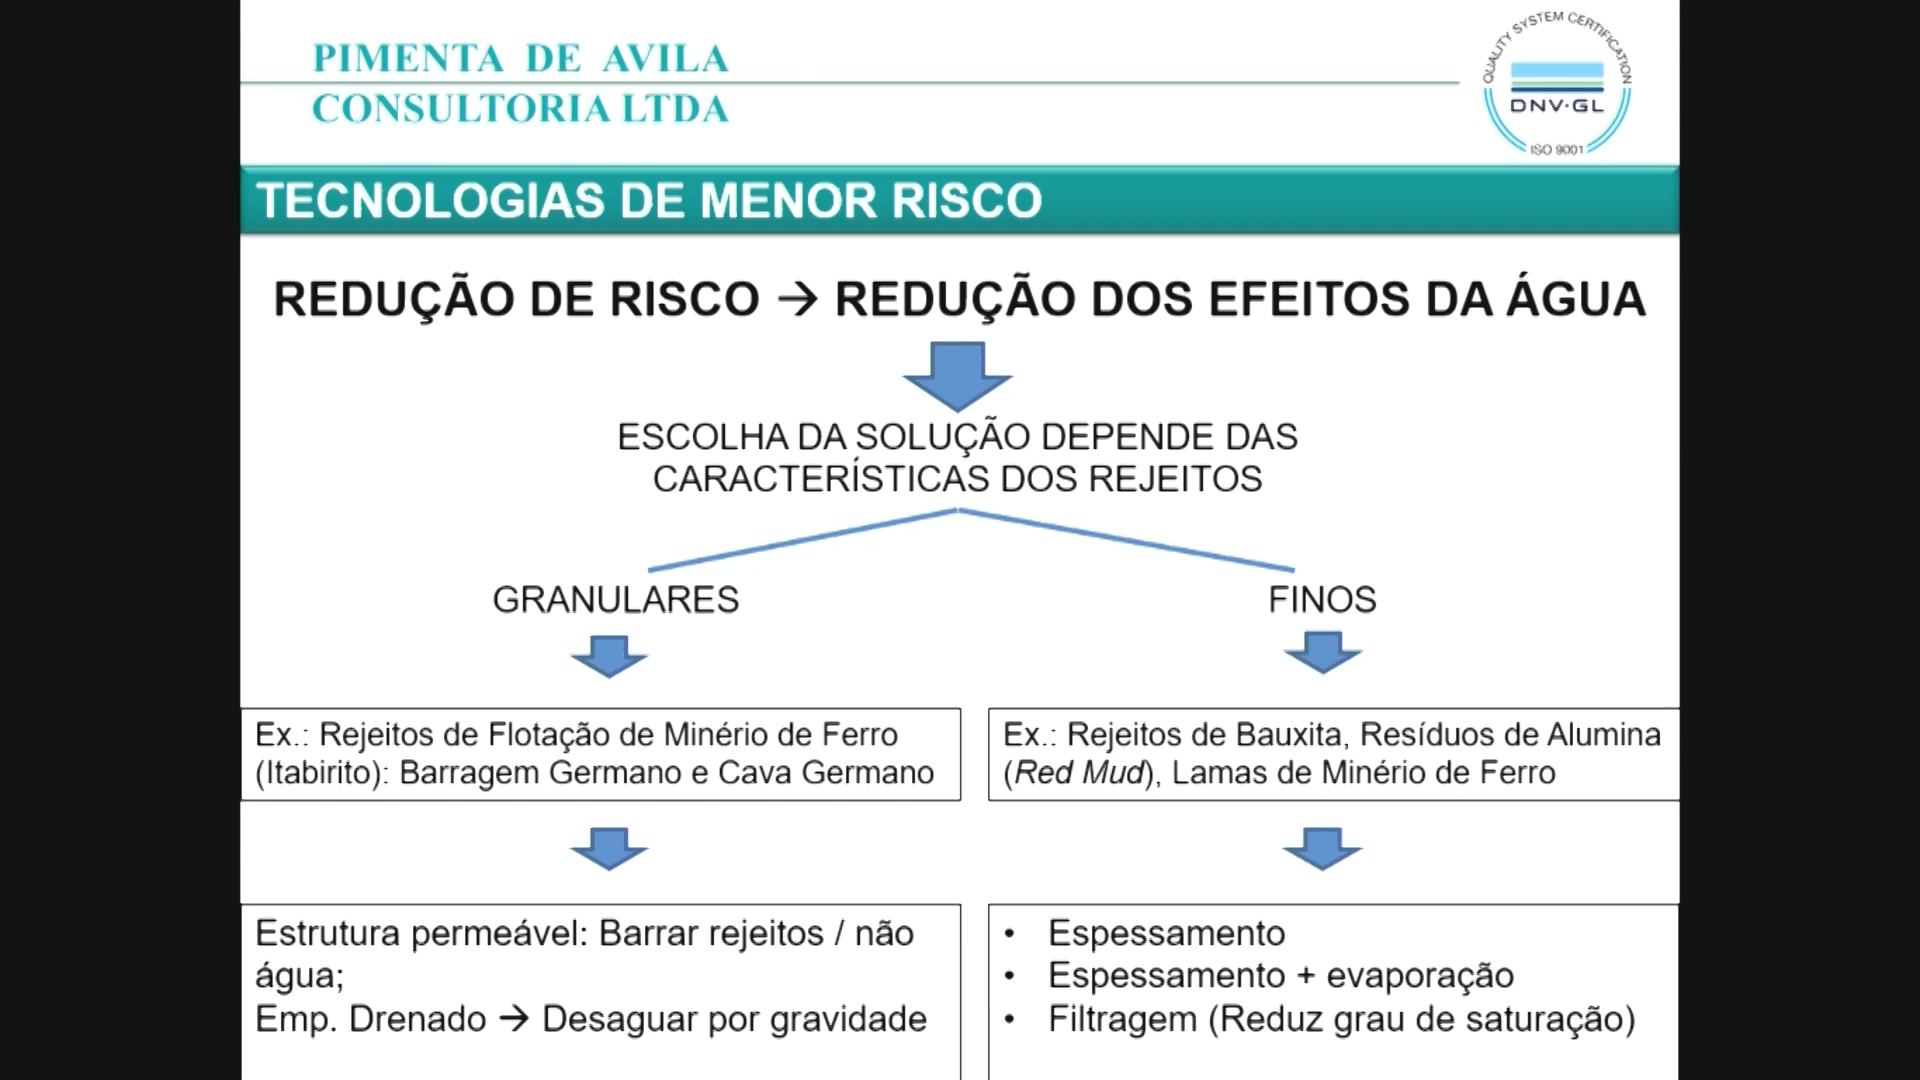 PIMENTA DE AVILA
CONSULTORIA LTDA
QUALITY SYSTEM CERTIFICATION
DNV·GL
ISO 9001
TECNOLOGIAS DE MENOR RISCO
REDUÇÃO DE RISCO → REDUÇÃO DOS EFEITOS DA ÁGUA
ESCOLHA DA SOLUÇÃO DEPENDE DAS
CARACTERÍSTICAS DOS REJEITOS
GRANULARES
FINOS
Ex.: Rejeitos de Flotação de Minério de Ferro
(Itabirito): Barragem Germano e Cava Germano
Ex.: Rejeitos de Bauxita, Resíduos de Alumina
(Red Mud), Lamas de Minério de Ferro
Estrutura permeável: Barrar rejeitos / não
água;
Emp. Drenado → Desaguar por gravidade
• Espessamento
• Espessamento + evaporação
• Filtragem (Reduz grau de saturação)